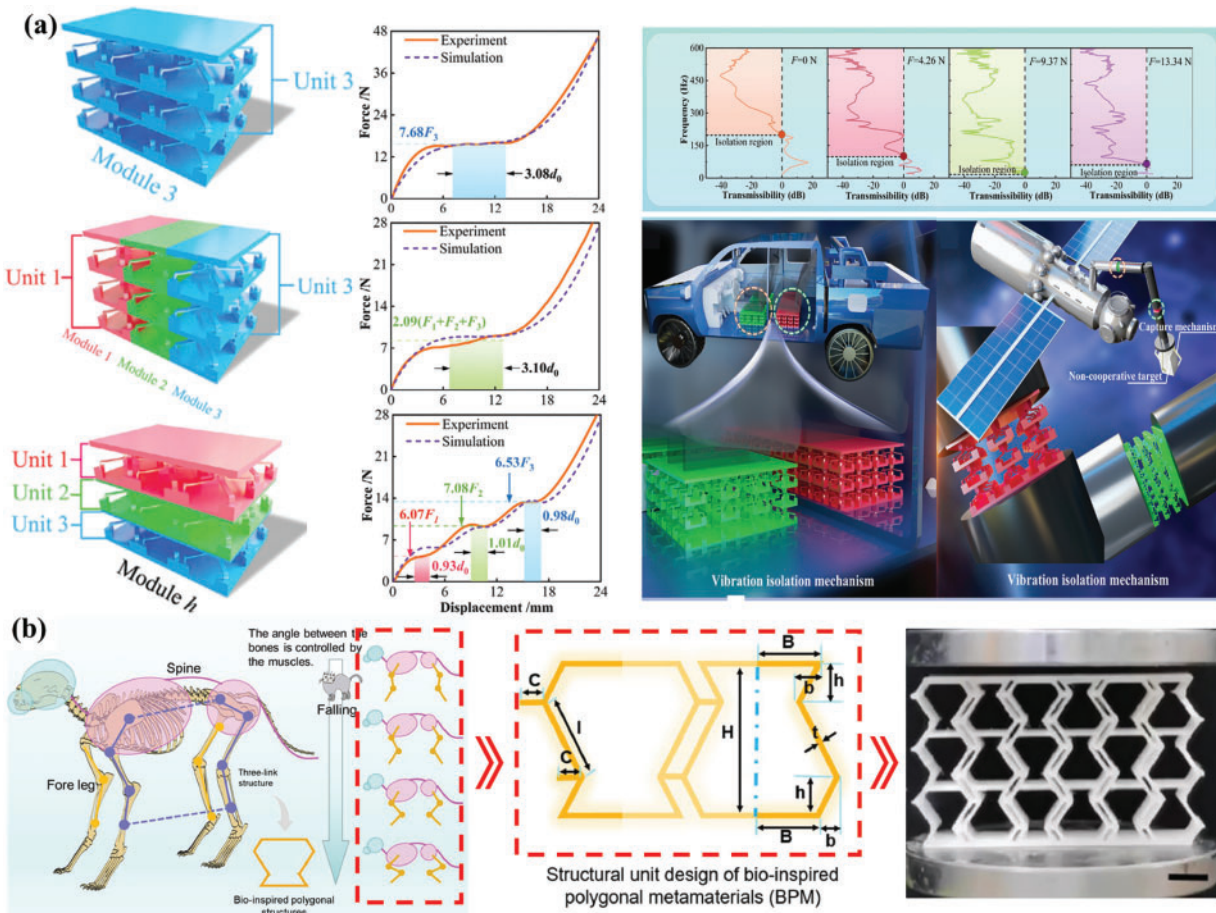 (a)
Unit 3
Module 3
48
36
24
12
0
Force /N
Experiment
Simulation
7.68F3
3.08d0
0 6 12 18 24
Unit 1
Unit 3
Module 1
Module 2
Module 3
28
21
14
7
0
Force /N
Experiment
Simulation
2.09(F1+F2+F3)
3.10d0
0 6 12 18 24
Unit 1
Unit 2
Unit 3
Module h
28
21
14
7
0
Force /N
Experiment
Simulation
6.53F3
7.08F2
6.07F1
0.98d0
1.01d0
0.93d0
0 6 12 18 24
Displacement /mm
600
450
300
150
0
Frequency (Hz)
F=0 N
F=4.26 N
F=9.37 N
F=13.34 N
Isolation region
Isolation region
Isolation region
Isolation region
-40 -20 0 20
-40 -20 0 20
-40 -20 0 20
-40 -20 0 20
Transmissibility (dB)
Transmissibility (dB)
Transmissibility (dB)
Transmissibility (dB)
Capture mechanism
Non-cooperative target
Vibration isolation mechanism
Vibration isolation mechanism
(b)
The angle between the
bones is controlled by
the muscles.
Spine
Falling
Fore leg
Three-link
structure
Bio-inspired polygonal
structures
C
l
C
H
B
b
h
t
h
B
b
Structural unit design of bio-inspired
polygonal metamaterials (BPM)